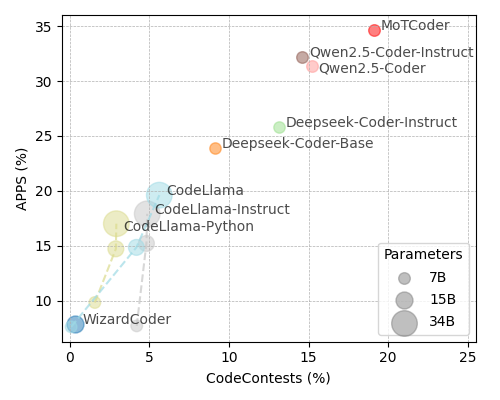 35
30
25
20
15
10
APPS (%)
MoTCoder
Qwen2.5-Coder-Instruct
Qwen2.5-Coder
Deepseek-Coder-Instruct
Deepseek-Coder-Base
CodeLlama
CodeLlama-Instruct
CodeLlama-Python
WizardCoder
Parameters
7B
15B
34B
0 5 10 15 20 25
CodeContests (%)